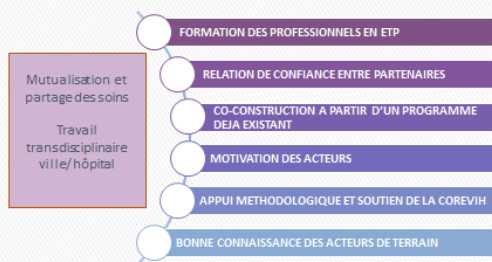 Mutualisation et
partage des soins
Travail
transdisciplinaire
ville/hôpital
FORMATION DES PROFESSIONNELS EN ETP
RELATION DE CONFIANCE ENTRE PARTENAIRES
CO-CONSTRUCTION A PARTIR D'UN PROGRAMME
DEJA EXISTANT
MOTIVATION DES ACTEURS
APPUI METHODOLOGIQUE ET SOUTIEN DE LA COREVIH
BONNE CONNAISSANCE DES ACTEURS DE TERRAIN